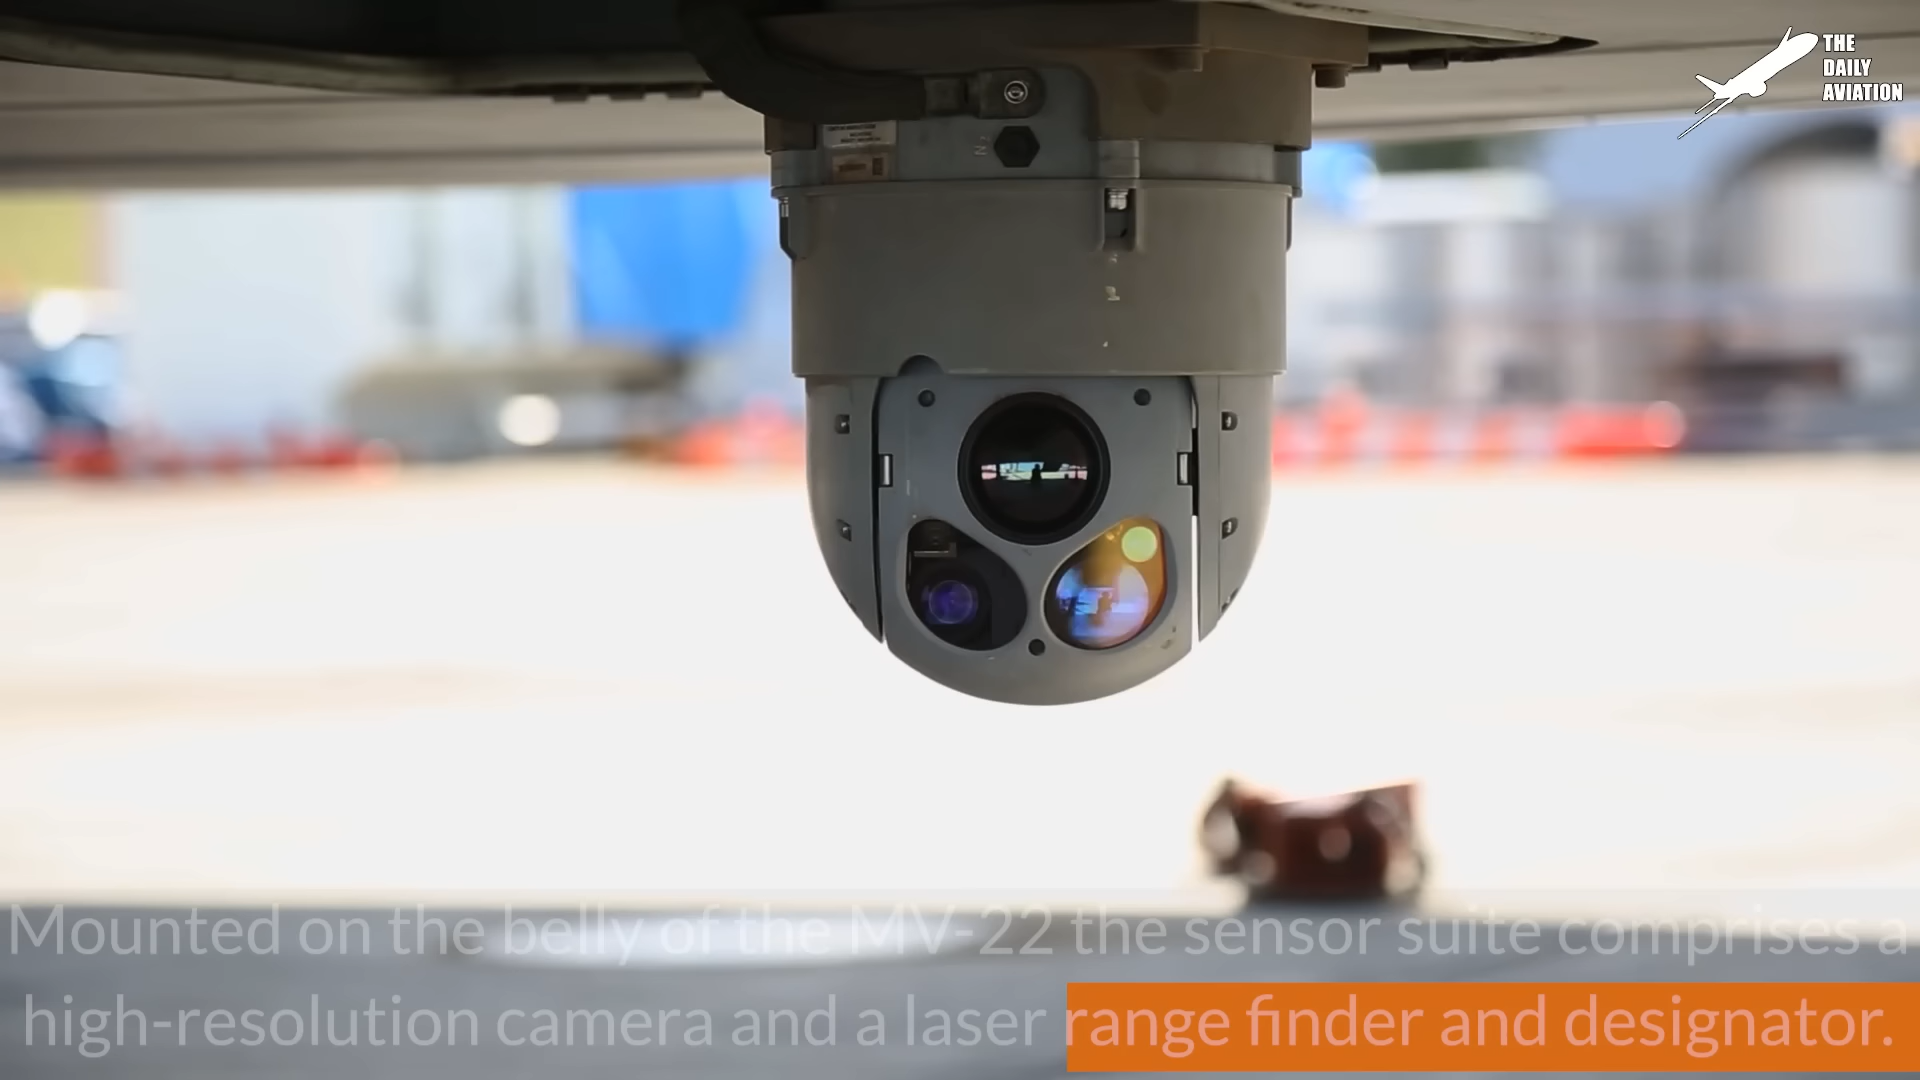 THE
DAILY
AVIATION
Mounted on the belly of the MV-22 the sensor suite comprises a
high-resolution camera and a laser range finder and designator.